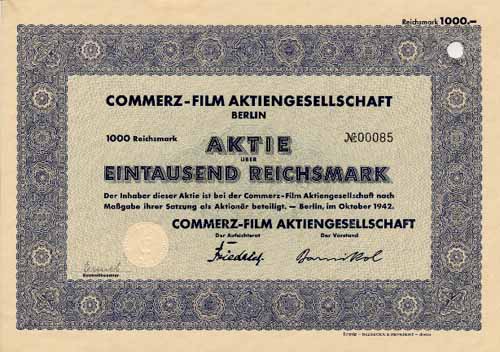 Reichsmark 1000.–
COMMERZ-FILM AKTIENGESELLSCHAFT
BERLIN
1000 Reichsmark
AKTIE
№ 00085
ÜBER
EINTAUSEND REICHSMARK
Der Inhaber dieser Aktie ist bei der Commerz-Film Aktiengesellschaft nach
Maßgabe ihrer Satzung als Aktionär beteiligt. — Berlin, im Oktober 1942.
COMMERZ-FILM AKTIENGESELLSCHAFT
Der Aufsichtsrat Der Vorstand